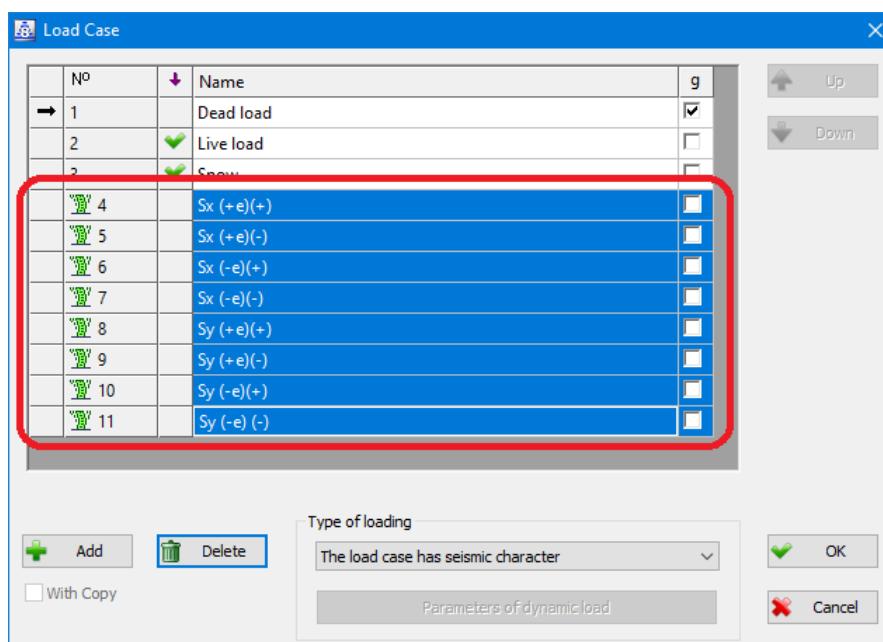 Load Case
Nº Name g
1 Dead load
2 Live load
3 Snow
4 Sx (+e)(+)
5 Sx (+e)(-)
6 Sx (-e)(+)
7 Sx (-e)(-)
8 Sy (+e)(+)
9 Sy (+e)(-)
10 Sy (-e)(+)
11 Sy (-e) (-)
Up
Down
Add
Delete
With Copy
Type of loading
The load case has seismic character
Parameters of dynamic load
OK
Cancel